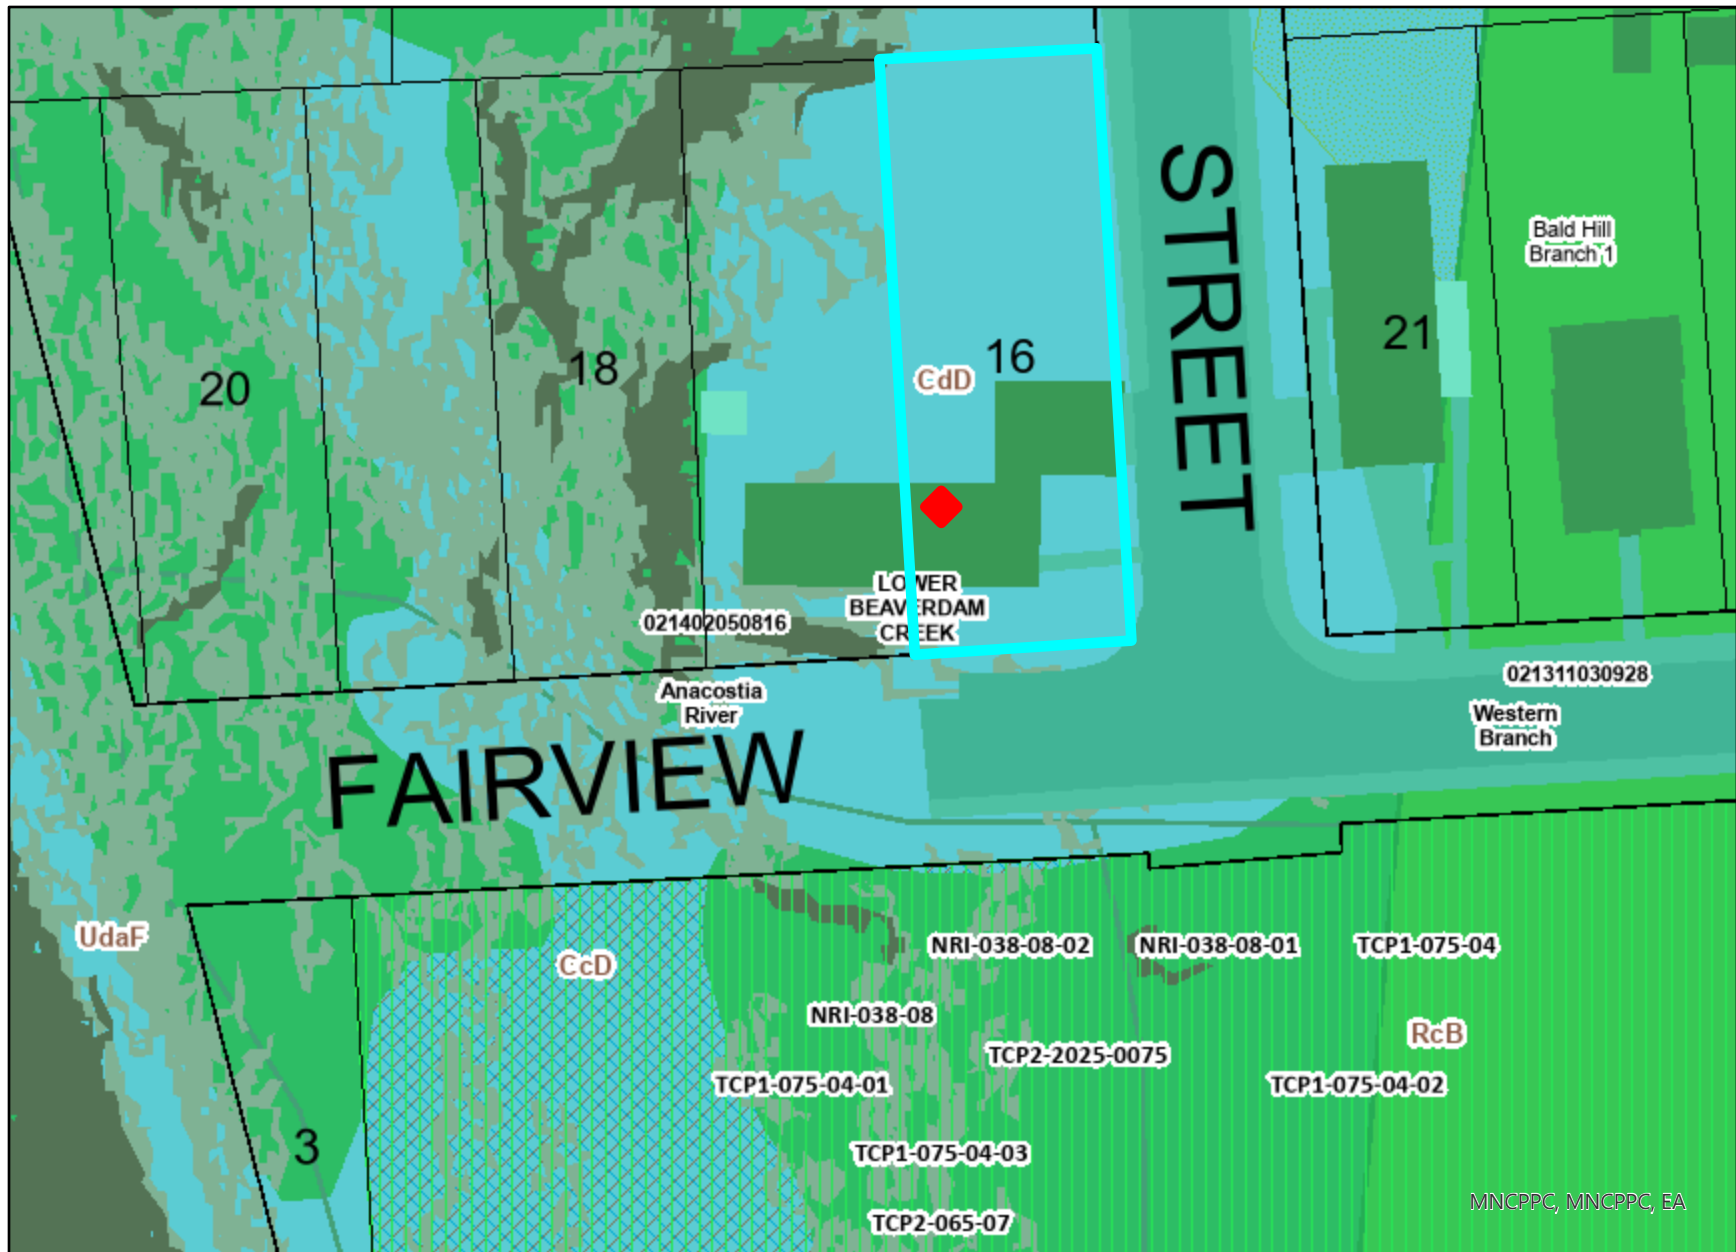 STREET
Bald Hill
Branch 1
21
16
18
CdD
20
LOWER
BEAVERDAM
CREEK
021402050816
021311030928
Anacostia
River
Western
Branch
FAIRVIEW
UdaF
CcD
NRI-038-08-02
NRI-038-08-01
TCP1-075-04
NRI-038-08
RcB
TCP2-2025-0075
TCP1-075-04-01
TCP1-075-04-02
3
TCP1-075-04-03
TCP2-065-07
MNCPPC, MNCPPC, EA